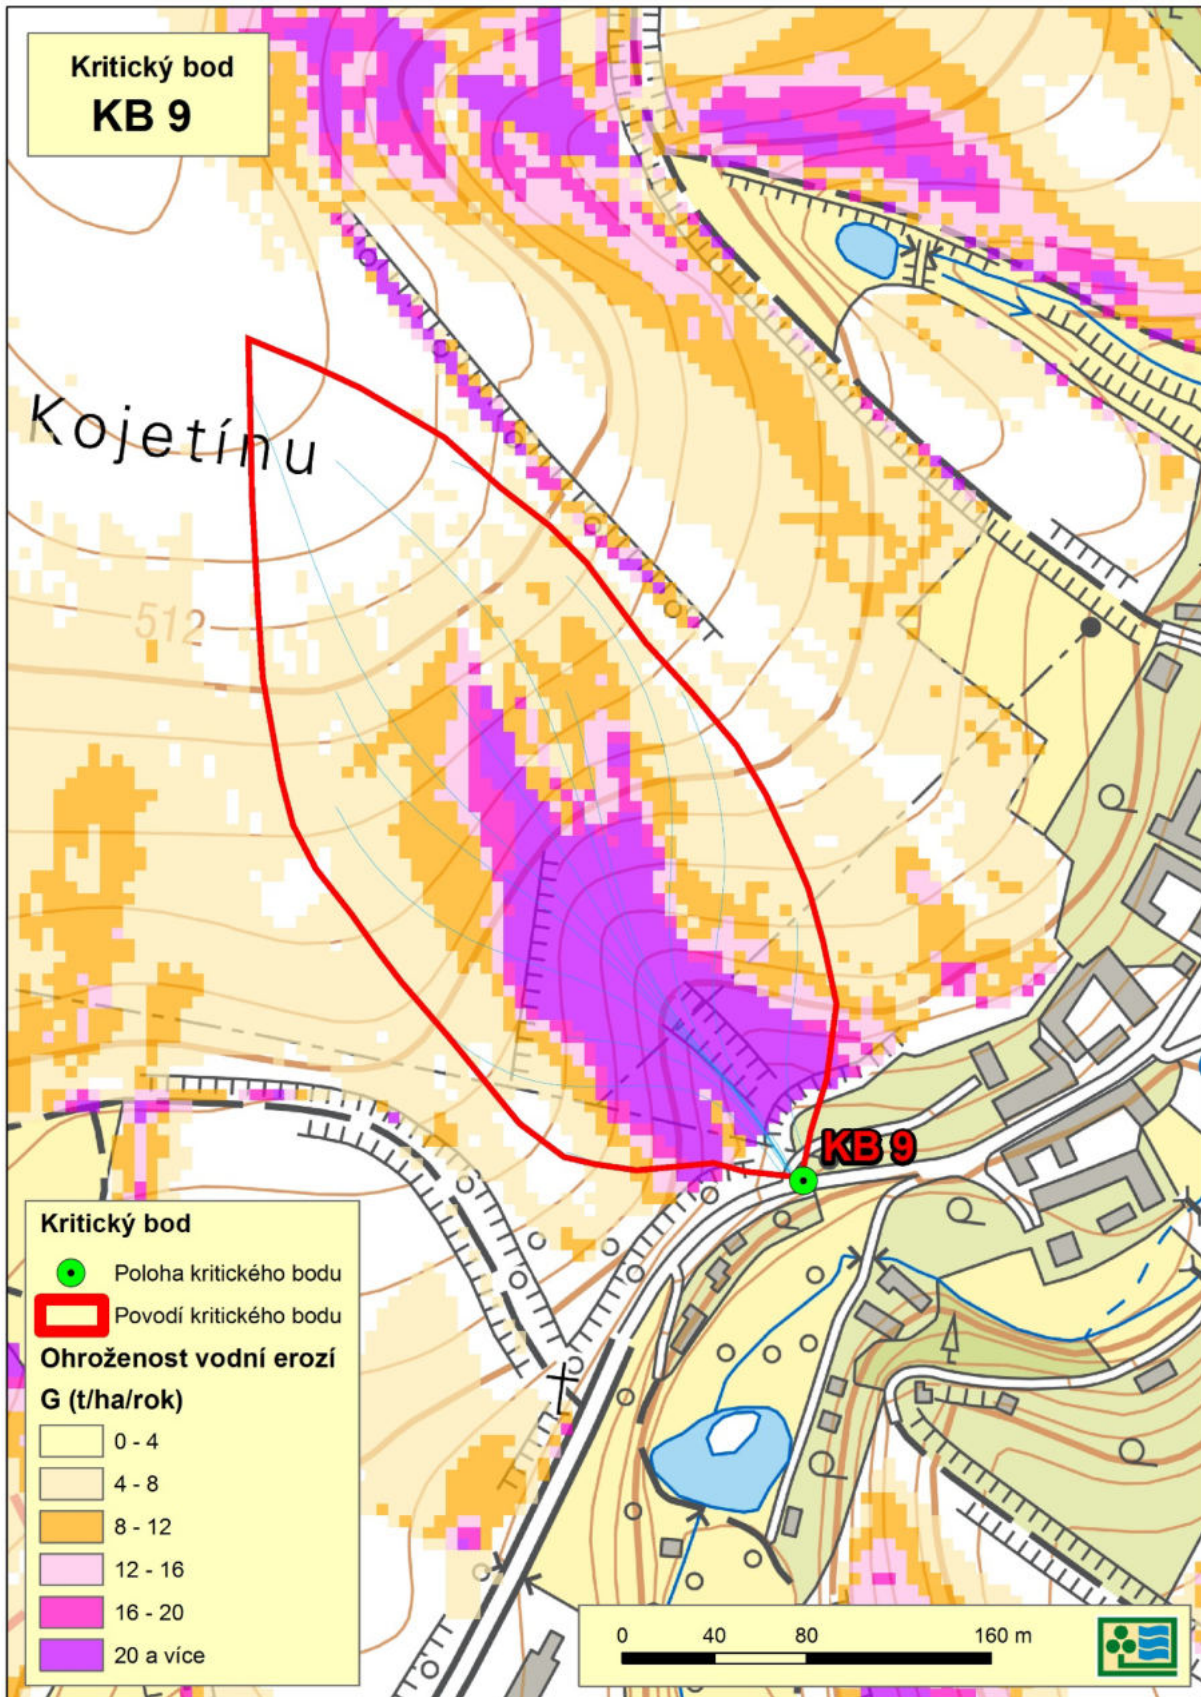 Kritický bod
KB 9
Kojetínu
512
KB 9
Kritický bod
Poloha kritického bodu
Povodí kritického bodu
Ohroženost vodní erozí
G (t/ha/rok)
0 - 4
4 - 8
8 - 12
12 - 16
16 - 20
20 a více
0 40 80 160 m